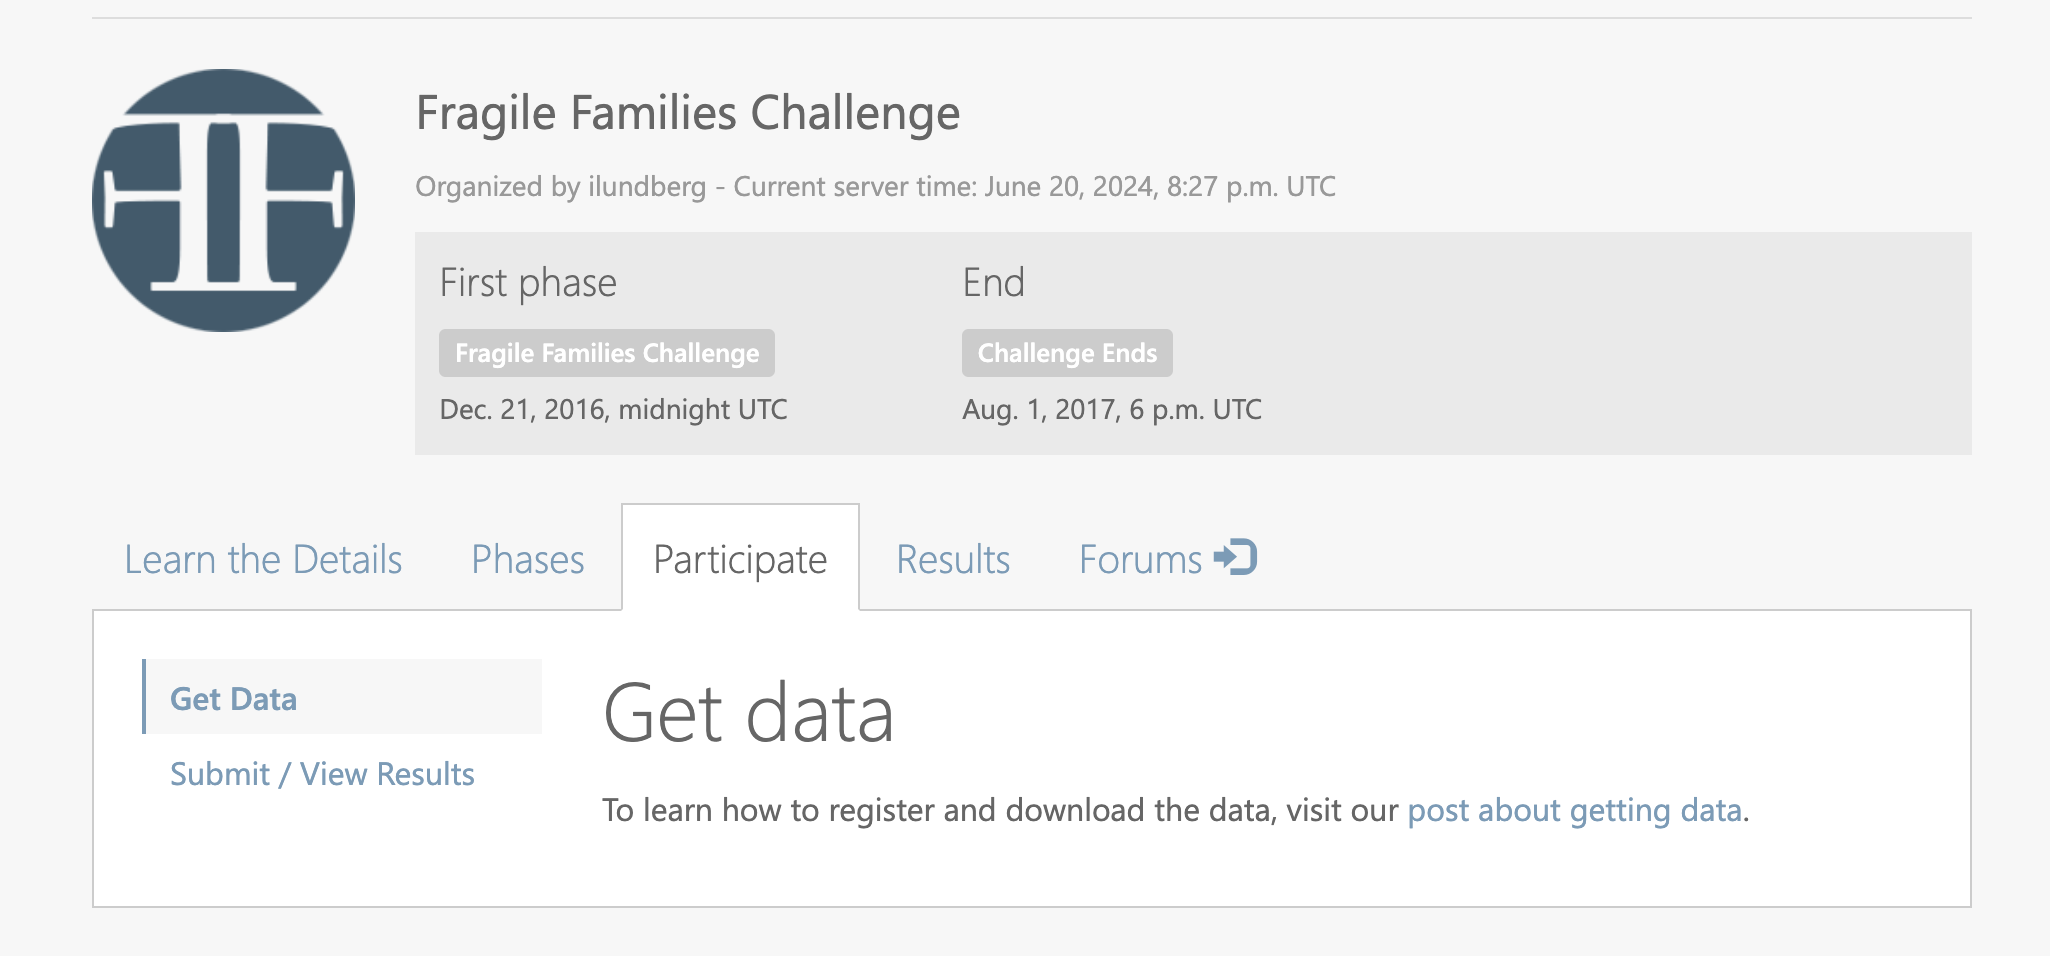 Fragile Families Challenge
Organized by ilundberg - Current server time: June 20, 2024, 8:27 p.m. UTC
First phase
Fragile Families Challenge
Dec. 21, 2016, midnight UTC
End
Challenge Ends
Aug. 1, 2017, 6 p.m. UTC
Learn the Details
Phases
Participate
Results
Forums
Get Data
Submit / View Results
Get data
To learn how to register and download the data, visit our post about getting data.